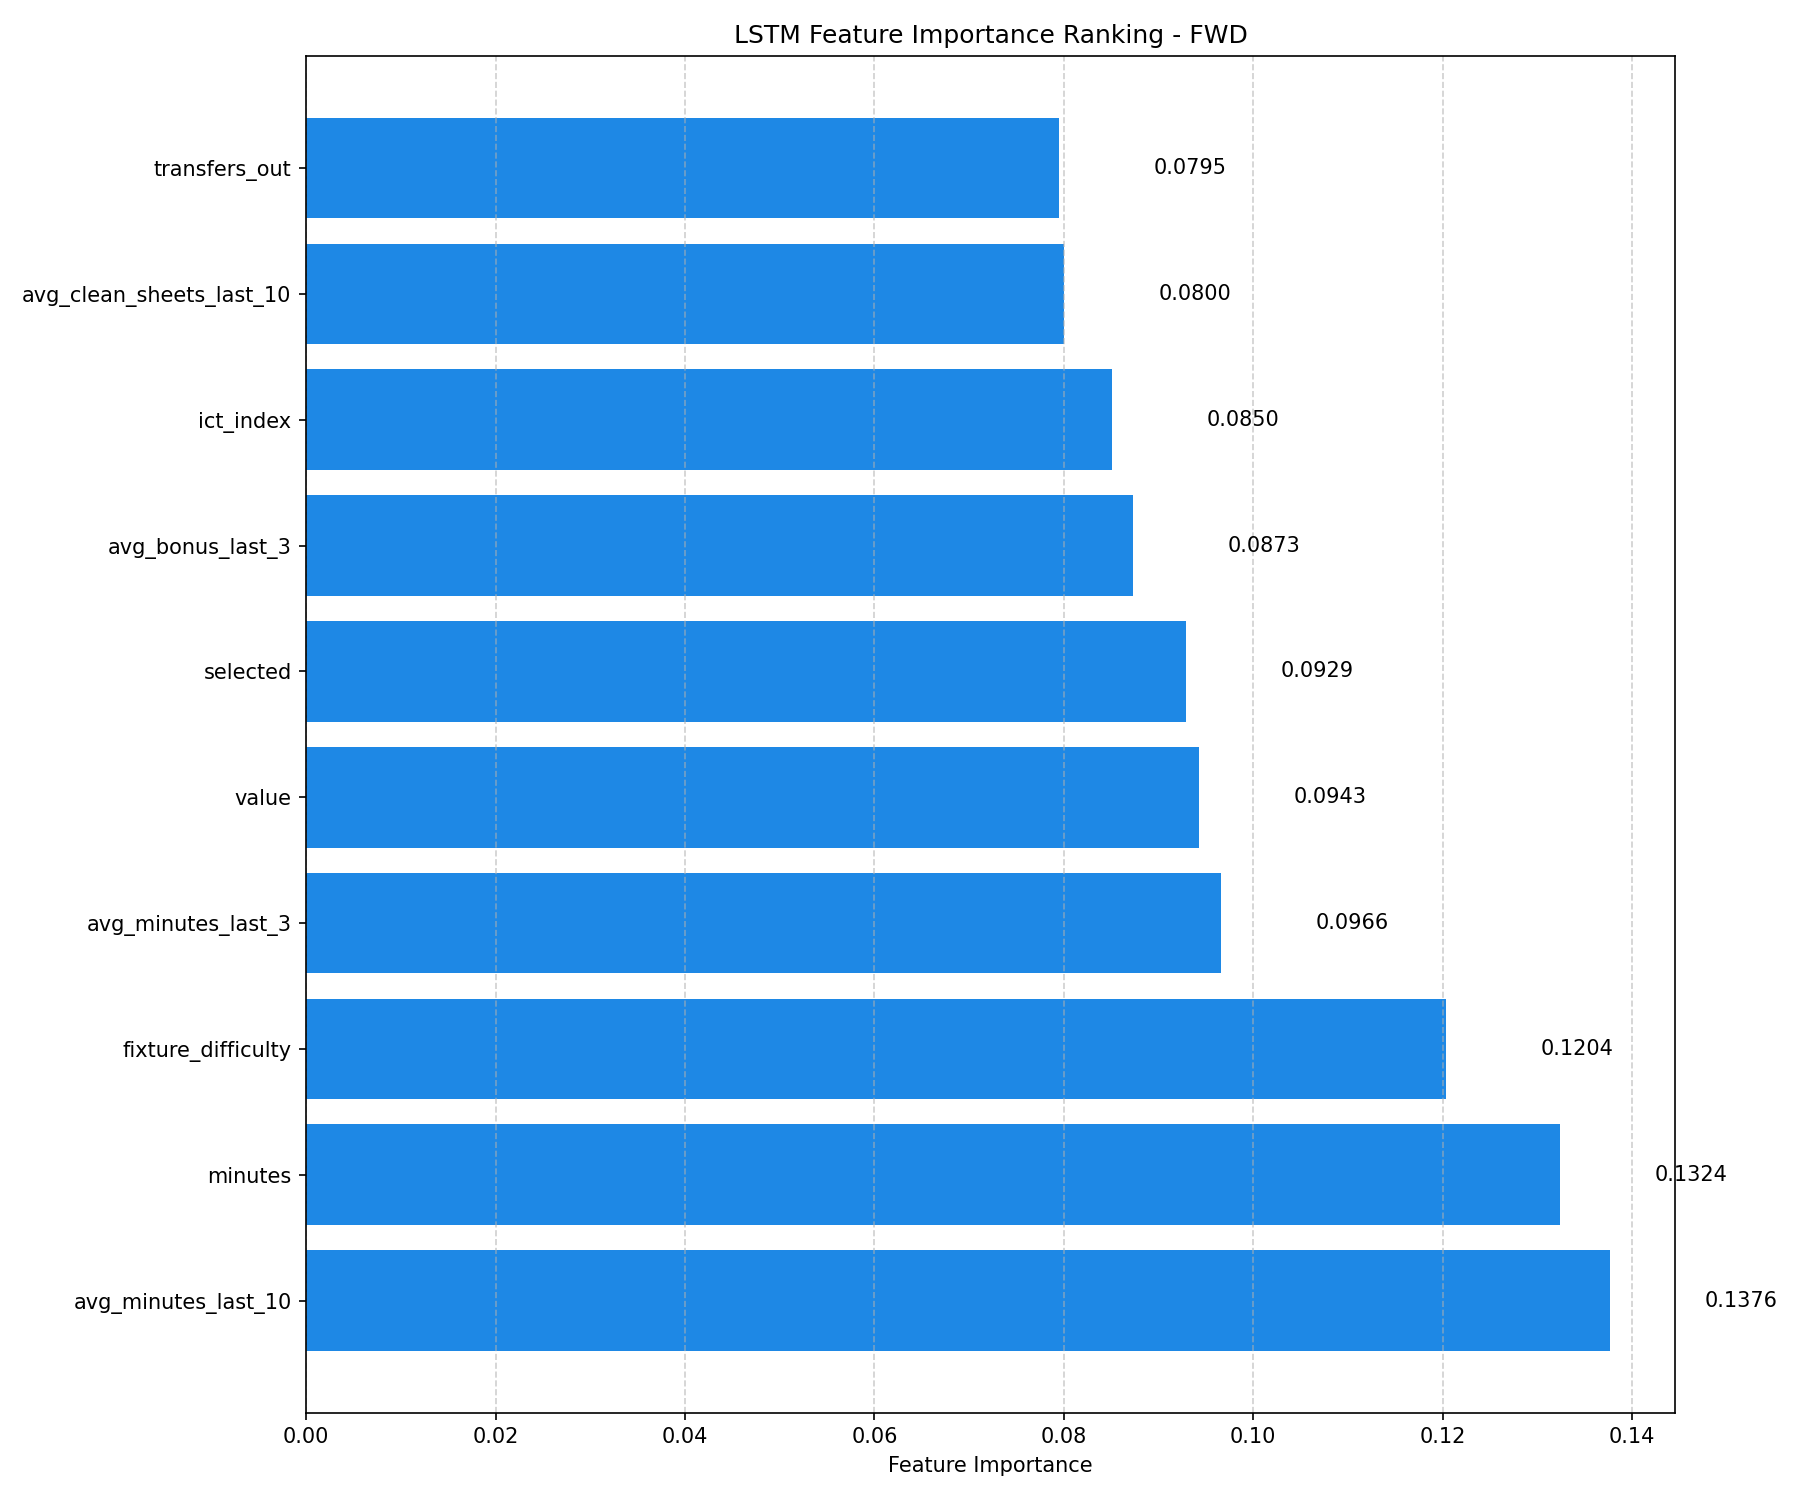 LSTM Feature Importance Ranking - FWD
transfers_out 0.0795
avg_clean_sheets_last_10 0.0800
ict_index 0.0850
avg_bonus_last_3 0.0873
selected 0.0929
value 0.0943
avg_minutes_last_3 0.0966
fixture_difficulty 0.1204
minutes 0.1324
avg_minutes_last_10 0.1376
0.00 0.02 0.04 0.06 0.08 0.10 0.12 0.14
Feature Importance